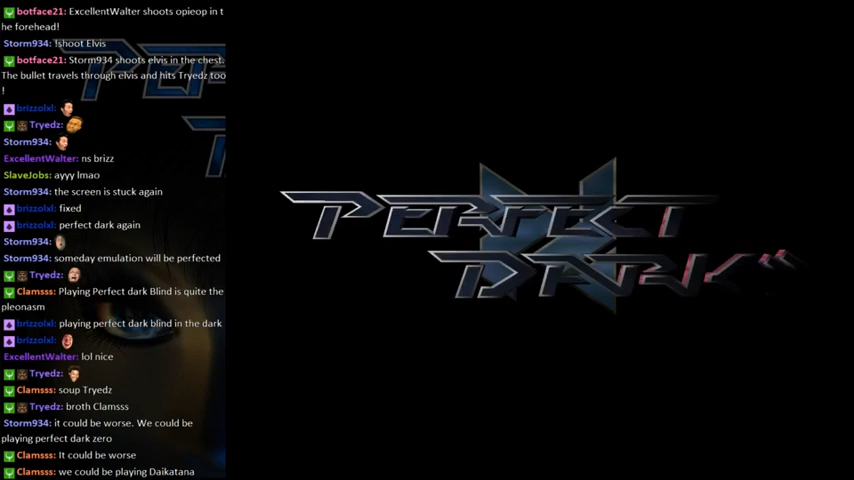 botface21: ExcellentWalter shoots opieop in t
he forehead!
Storm934: !shoot Elvis
botface21: Storm934 shoots elvis in the chest.
The bullet travels through elvis and hits Tryedz too
!
brizzolxl:
Tryedz:
Storm934:
ExcellentWalter: ns brizz
SlaveJobs: ayyy lmao
Storm934: the screen is stuck again
brizzolxl: fixed
brizzolxl: perfect dark again
Storm934:
Storm934: someday emulation will be perfected
Tryedz:
Clamsss: Playing Perfect dark Blind is quite the
pleonasm
brizzolxl: playing perfect dark blind in the dark
brizzolxl:
ExcellentWalter: lol nice
Tryedz:
Clamsss: soup Tryedz
Tryedz: broth Clamsss
Storm934: it could be worse. We could be
playing perfect dark zero
Clamsss: It could be worse
Clamsss: we could be playing Daikatana
PERFECT
DARK